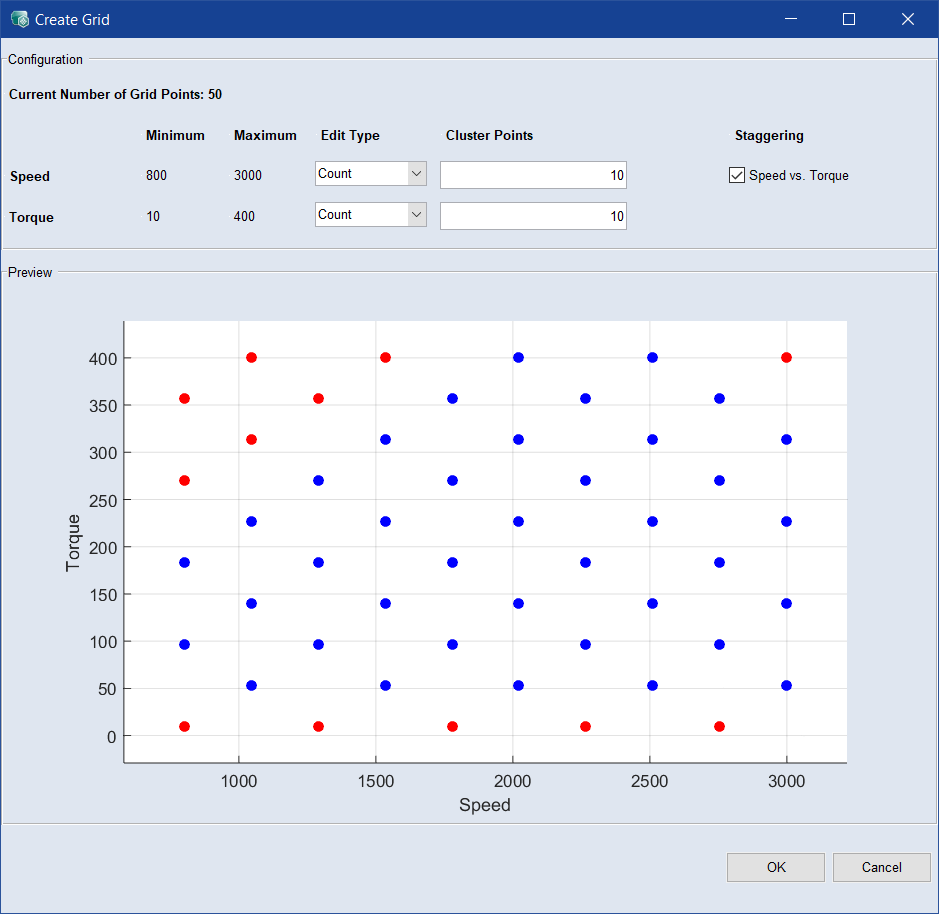 Create Grid
Configuration
Current Number of Grid Points: 50
Minimum Maximum Edit Type Cluster Points Staggering
Speed 800 3000 Count 10 Speed vs. Torque
Torque 10 400 Count 10
Preview
400
350
300
250
200
150
100
50
0
Torque
1000 1500 2000 2500 3000
Speed
OK Cancel